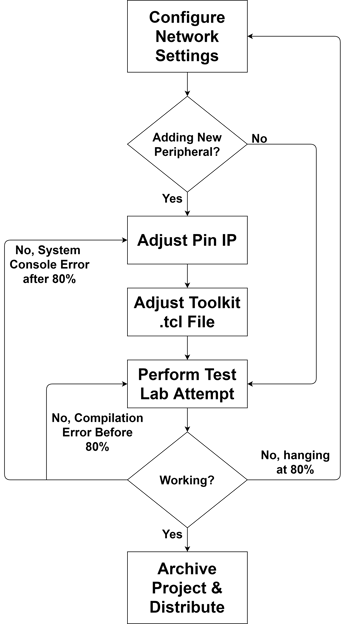 Configure
Network
Settings
Adding New
Peripheral?
No
Yes
Adjust Pin IP
No, System
Console Error
after 80%
Adjust Toolkit
.tcl File
Perform Test
Lab Attempt
No, Compilation
Error Before
80%
No, hanging
at 80%
Working?
Yes
Archive
Project &
Distribute